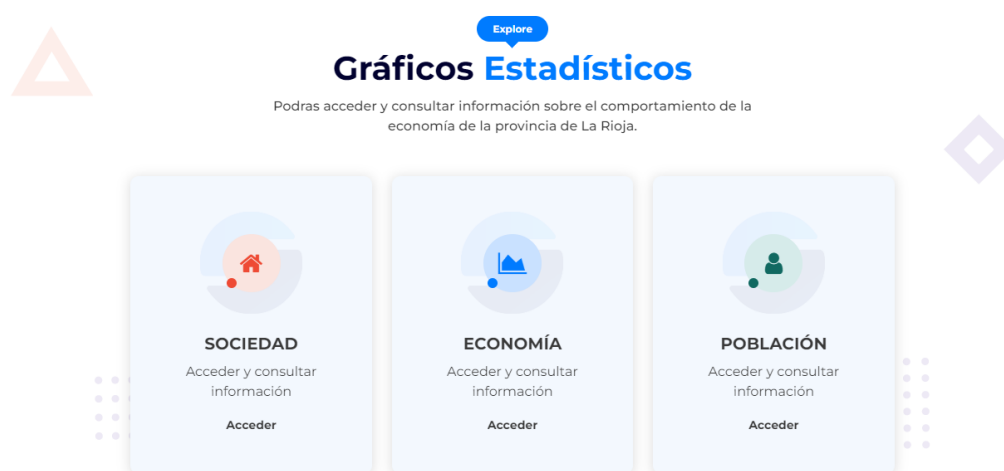 Explore
Gráficos Estadísticos
Podras acceder y consultar información sobre el comportamiento de la
economía de la provincia de La Rioja.
SOCIEDAD
Acceder y consultar
información
Acceder
ECONOMÍA
Acceder y consultar
información
Acceder
POBLACIÓN
Acceder y consultar
información
Acceder